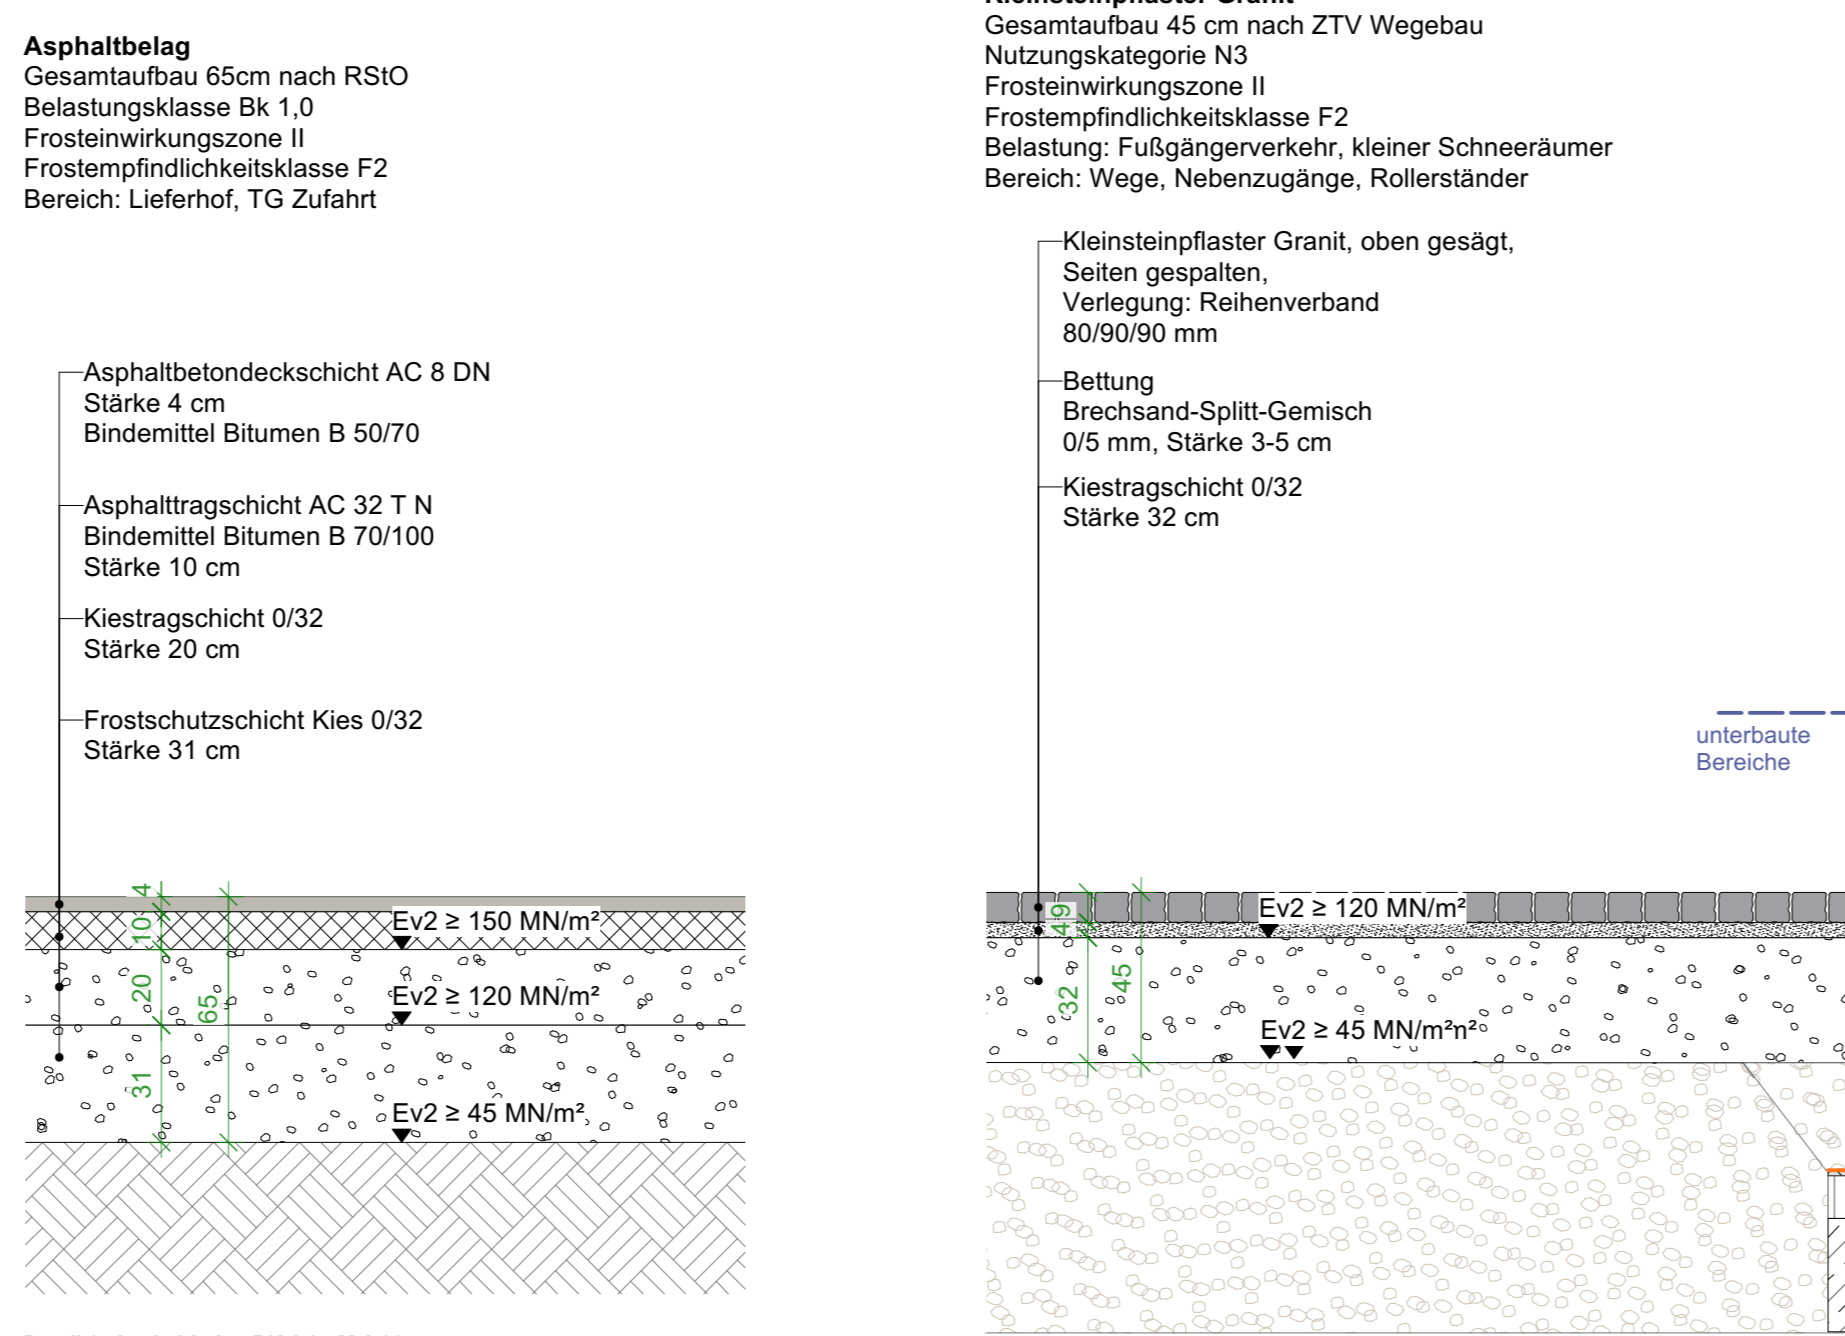 Asphaltbelag
Gesamtaufbau 65cm nach RStO
Belastungsklasse Bk 1,0
Frosteinwirkungszone II
Frostempfindlichkeitsklasse F2
Bereich: Lieferhof, TG Zufahrt
Asphaltbetondeckschicht AC 8 DN
Stärke 4 cm
Bindemittel Bitumen B 50/70
Asphalttragschicht AC 32 T N
Bindemittel Bitumen B 70/100
Stärke 10 cm
Kiestragschicht 0/32
Stärke 20 cm
Frostschutzschicht Kies 0/32
Stärke 31 cm
4
10
20
31
65
Ev2 ≥ 150 MN/m²
Ev2 ≥ 120 MN/m²
Ev2 ≥ 45 MN/m²
Kleinsteinpflaster Granit
Gesamtaufbau 45 cm nach ZTV Wegebau
Nutzungskategorie N3
Frosteinwirkungszone II
Frostempfindlichkeitsklasse F2
Belastung: Fußgängerverkehr, kleiner Schneeräumer
Bereich: Wege, Nebenzugänge, Rollerständer
Kleinsteinpflaster Granit, oben gesägt,
Seiten gespalten,
Verlegung: Reihenverband
80/90/90 mm
Bettung
Brechsand-Splitt-Gemisch
0/5 mm, Stärke 3-5 cm
Kiestragschicht 0/32
Stärke 32 cm
unterbaute
Bereiche
49
32
45
Ev2 ≥ 120 MN/m²
Ev2 ≥ 45 MN/m²n²